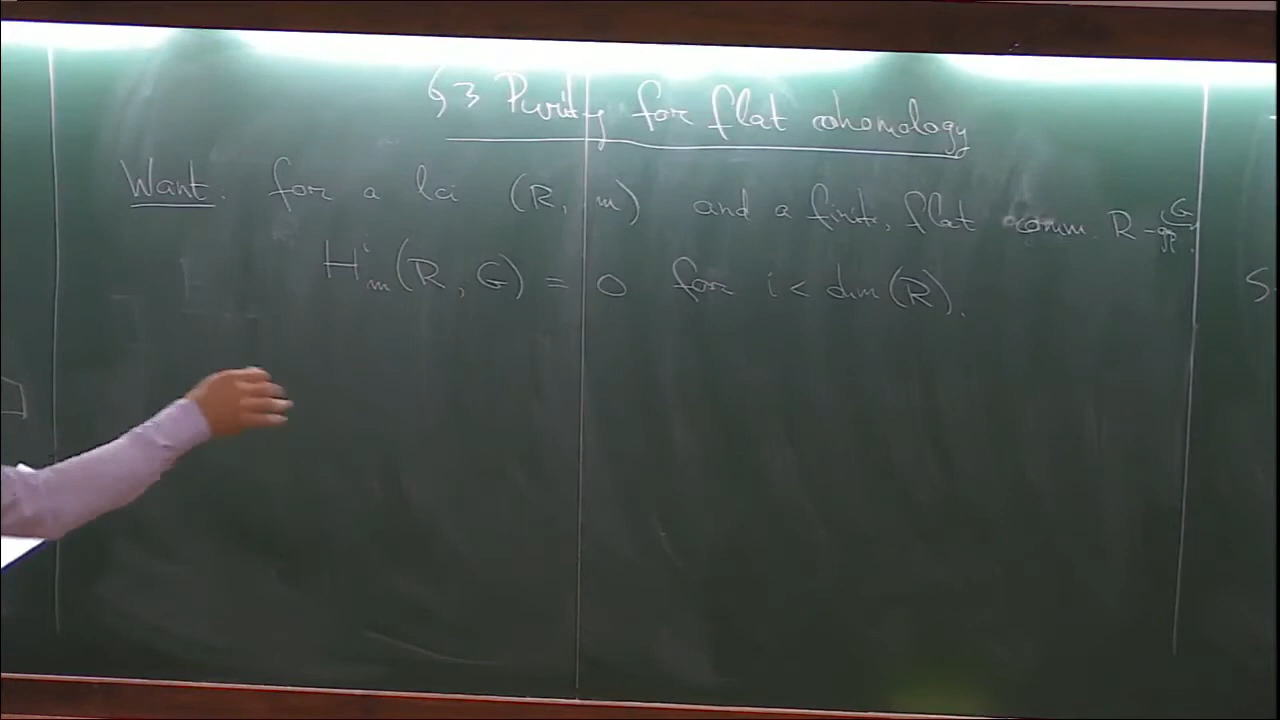 §3 Purity for flat cohomology
Want: for a lci (R, m) and a finite, flat comm. R-gp. G
H^i_m(R, G) = 0 for i < dim(R).
S